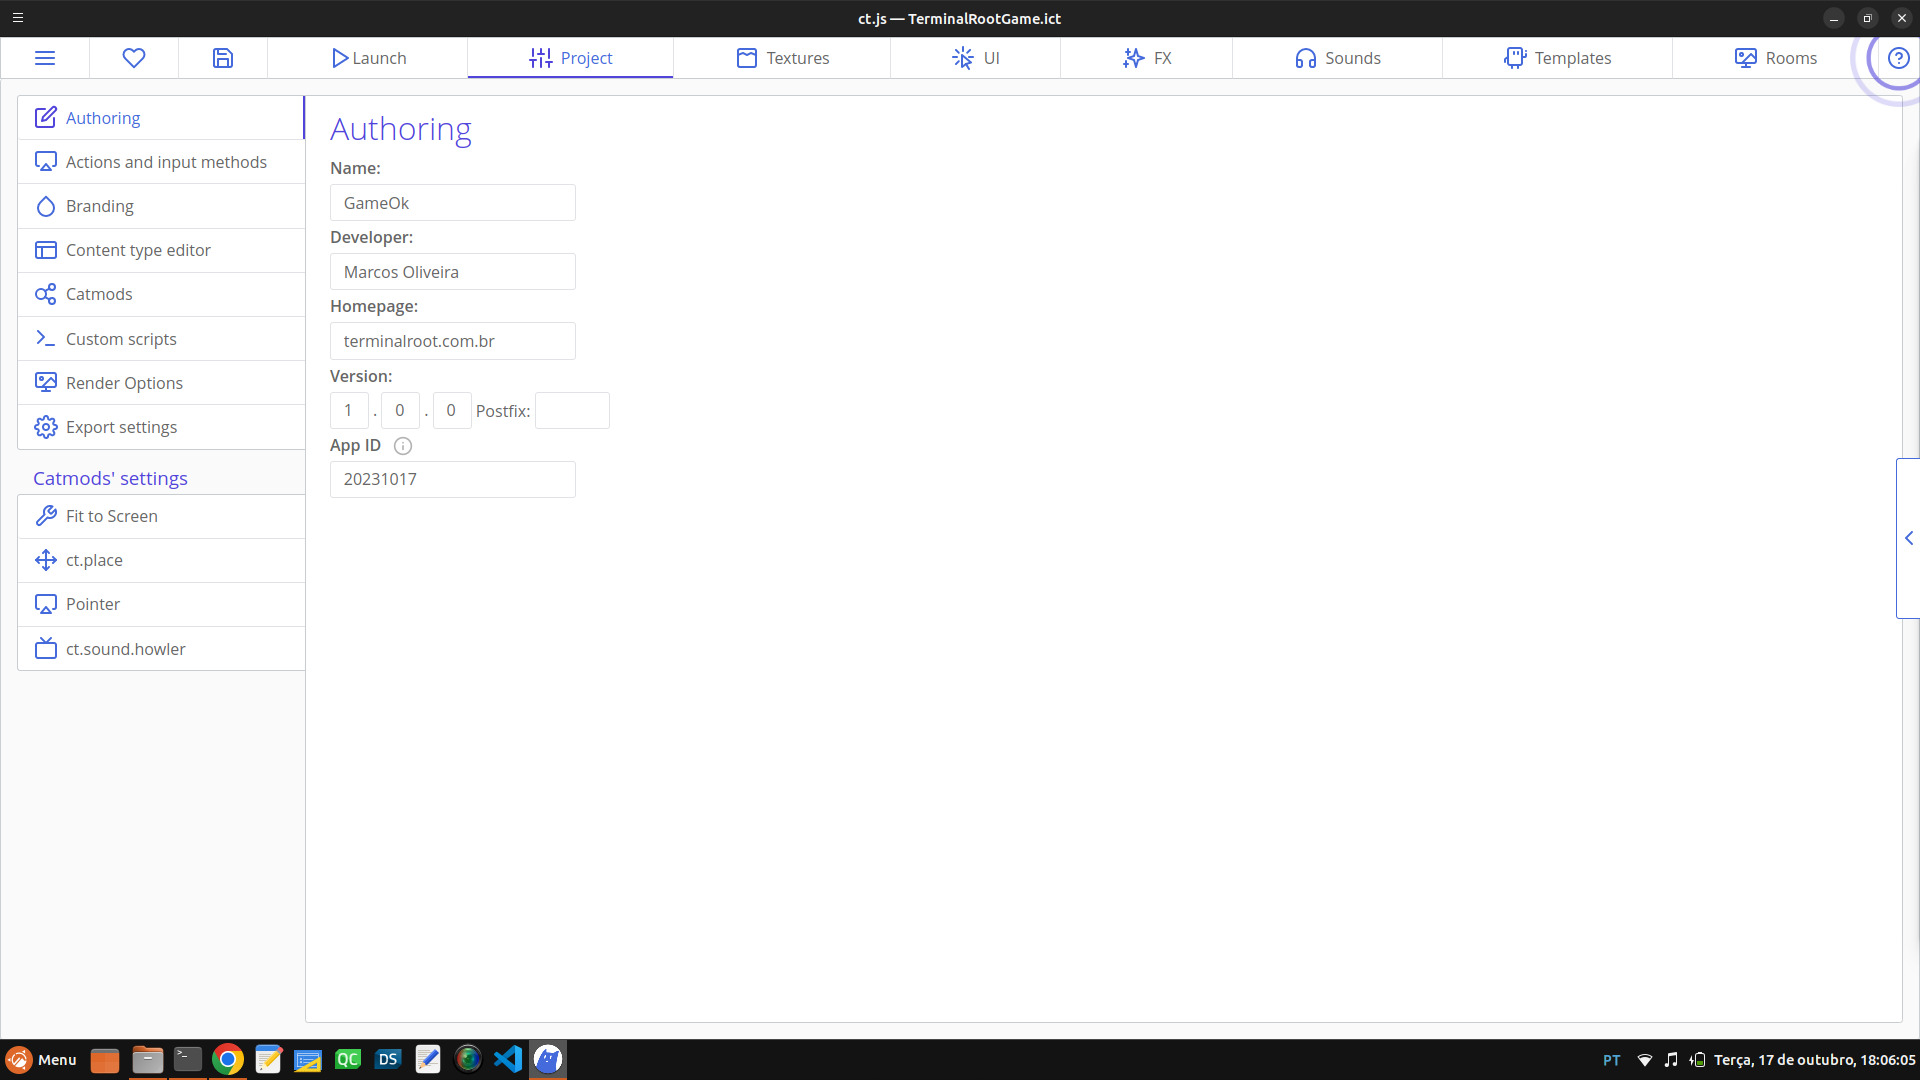 ct.js — TerminalRootGame.ict
Launch
Project
Textures
UI
FX
Sounds
Templates
Rooms
Authoring
Actions and input methods
Branding
Content type editor
Catmods
Custom scripts
Render Options
Export settings
Catmods' settings
Fit to Screen
ct.place
Pointer
ct.sound.howler
Authoring
Name:
GameOk
Developer:
Marcos Oliveira
Homepage:
terminalroot.com.br
Version:
1 . 0 . 0 Postfix:
App ID
20231017
Menu
QC
DS
PT
Terça, 17 de outubro, 18:06:05